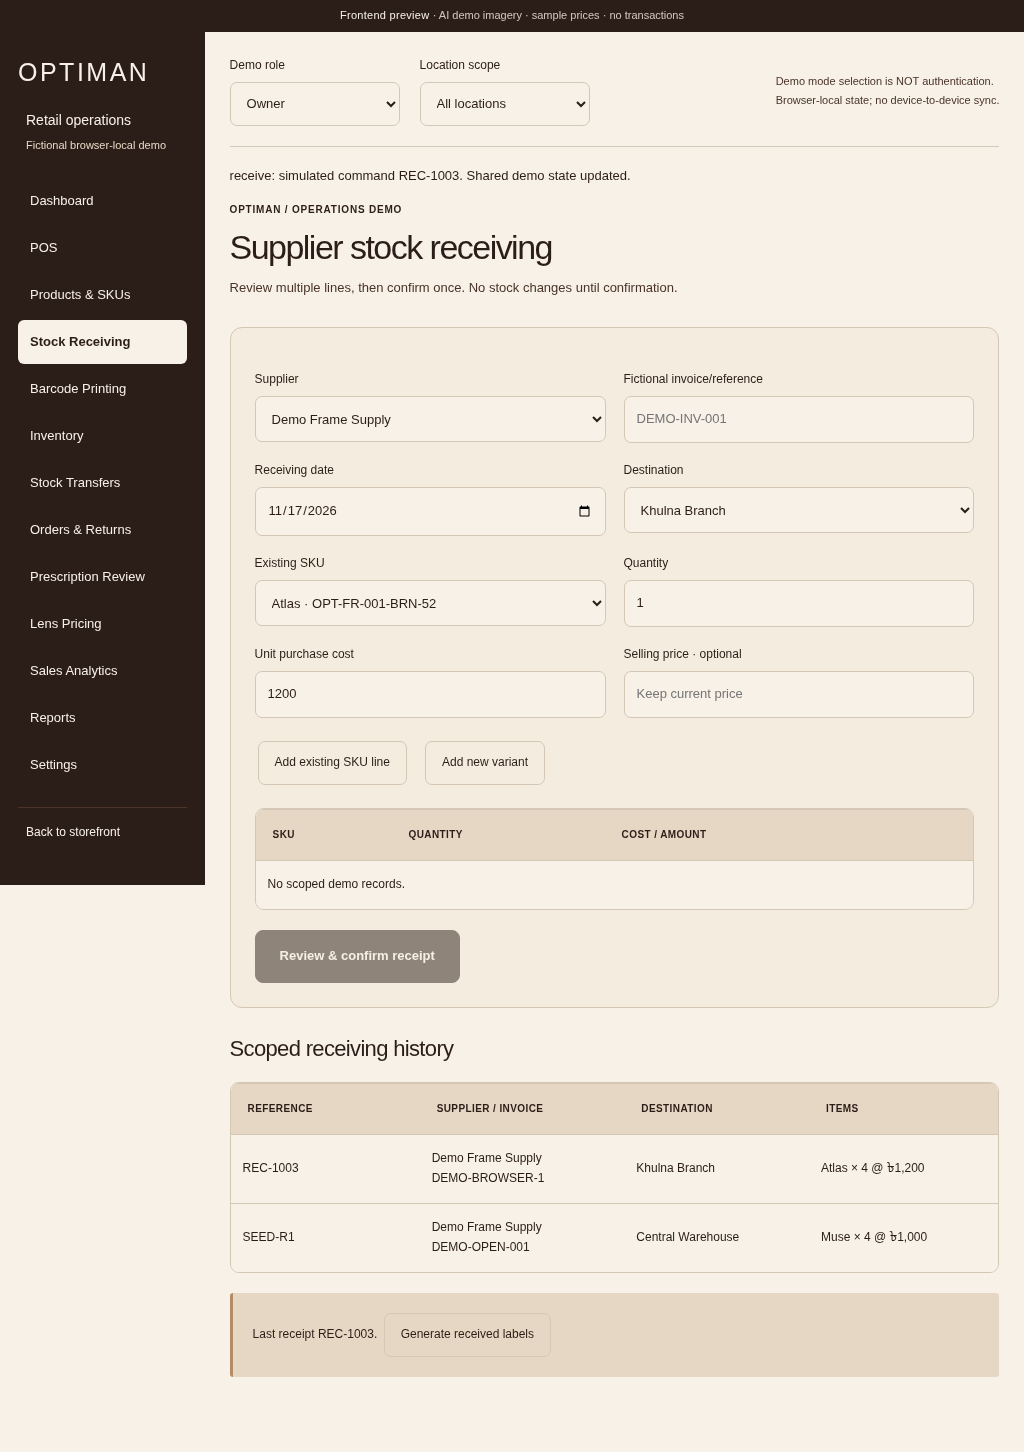 Frontend preview · AI demo imagery · sample prices · no transactions
OPTIMAN
Retail operations
Fictional browser-local demo
Dashboard
POS
Products & SKUs
Stock Receiving
Barcode Printing
Inventory
Stock Transfers
Orders & Returns
Prescription Review
Lens Pricing
Sales Analytics
Reports
Settings
Back to storefront
Demo role
Location scope
Owner
All locations
Demo mode selection is NOT authentication.
Browser-local state; no device-to-device sync.
receive: simulated command REC-1003. Shared demo state updated.
OPTIMAN / OPERATIONS DEMO
Supplier stock receiving
Review multiple lines, then confirm once. No stock changes until confirmation.
Supplier
Fictional invoice/reference
Demo Frame Supply
DEMO-INV-001
Receiving date
Destination
11/17/2026
Khulna Branch
Existing SKU
Quantity
Atlas · OPT-FR-001-BRN-52
1
Unit purchase cost
Selling price · optional
1200
Keep current price
Add existing SKU line
Add new variant
SKU QUANTITY COST / AMOUNT
No scoped demo records.
Review & confirm receipt
Scoped receiving history
REFERENCE SUPPLIER / INVOICE DESTINATION ITEMS
REC-1003 Demo Frame Supply DEMO-BROWSER-1 Khulna Branch Atlas × 4 @ ৳1,200
SEED-R1 Demo Frame Supply DEMO-OPEN-001 Central Warehouse Muse × 4 @ ৳1,000
Last receipt REC-1003. Generate received labels